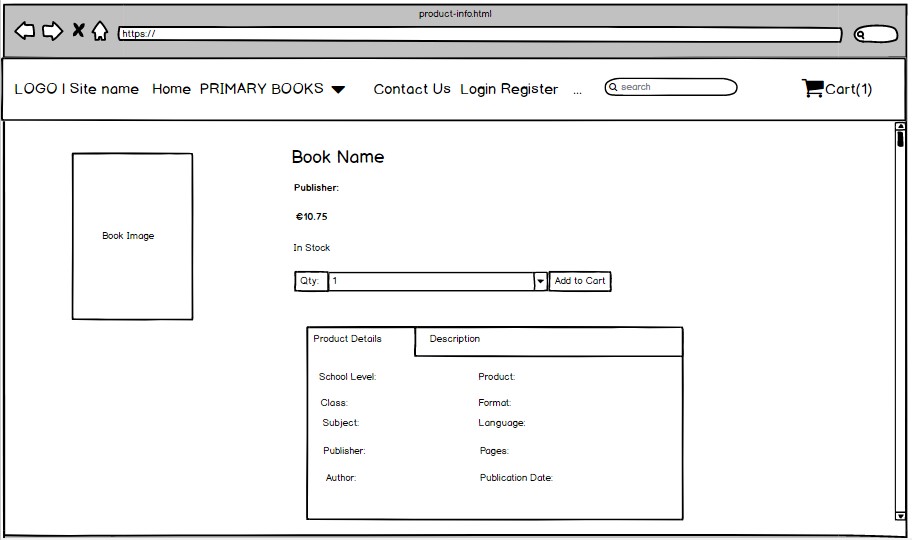 product-info.html
https://
LOGO | Site name Home PRIMARY BOOKS Contact Us Login Register ... search Cart(1)
Book Name
Publisher:
€10.75
Book Image
In Stock
Qty: 1 Add to Cart
Product Details Description
School Level: Product:
Class: Format:
Subject: Language:
Publisher: Pages:
Author: Publication Date: